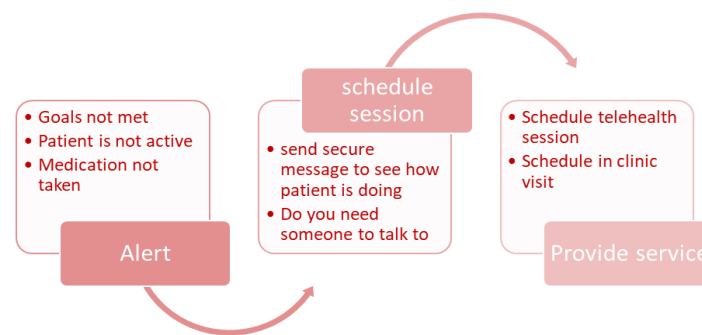 • Goals not met
• Patient is not active
• Medication not
taken
Alert
schedule
session
• send secure
message to see how
patient is doing
• Do you need
someone to talk to
• Schedule telehealth
session
• Schedule in clinic
visit
Provide service